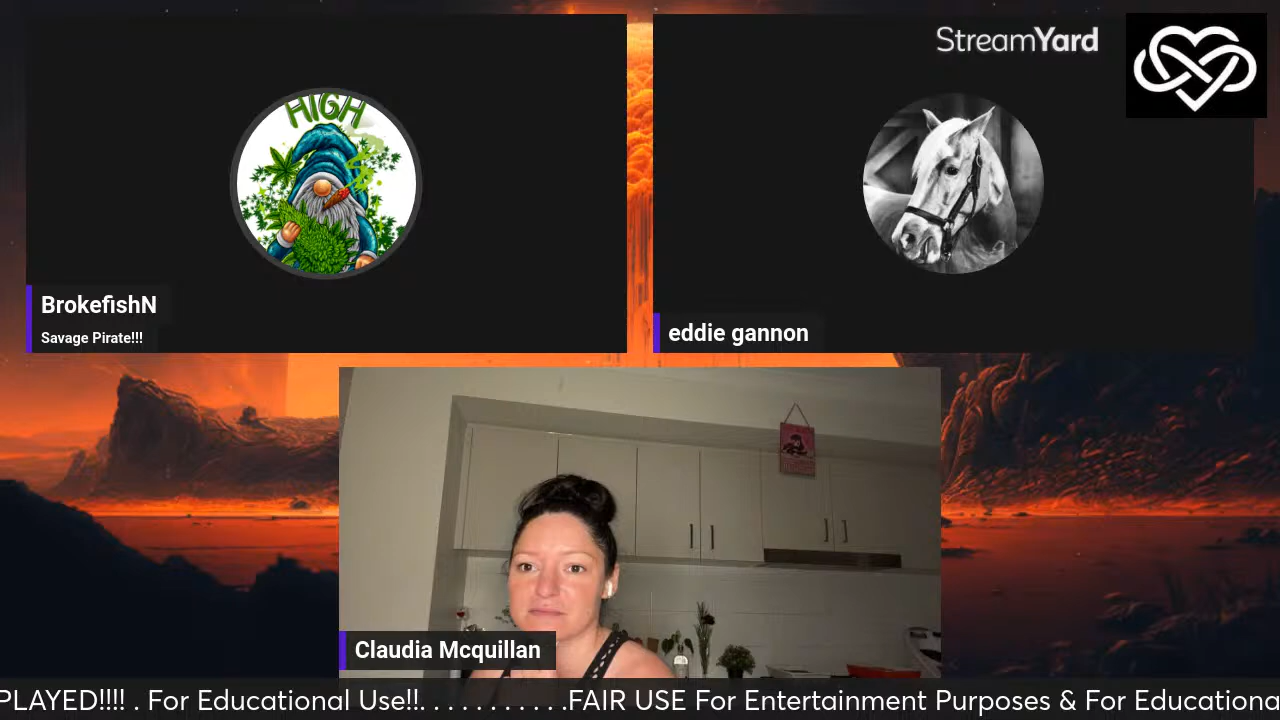 HIGH
StreamYard
BrokefishN
Savage Pirate!!!
eddie gannon
Claudia Mcquillan
PLAYED!!!! . For Educational Use!!. . . . . . . . . . .FAIR USE For Entertainment Purposes & For Educationa